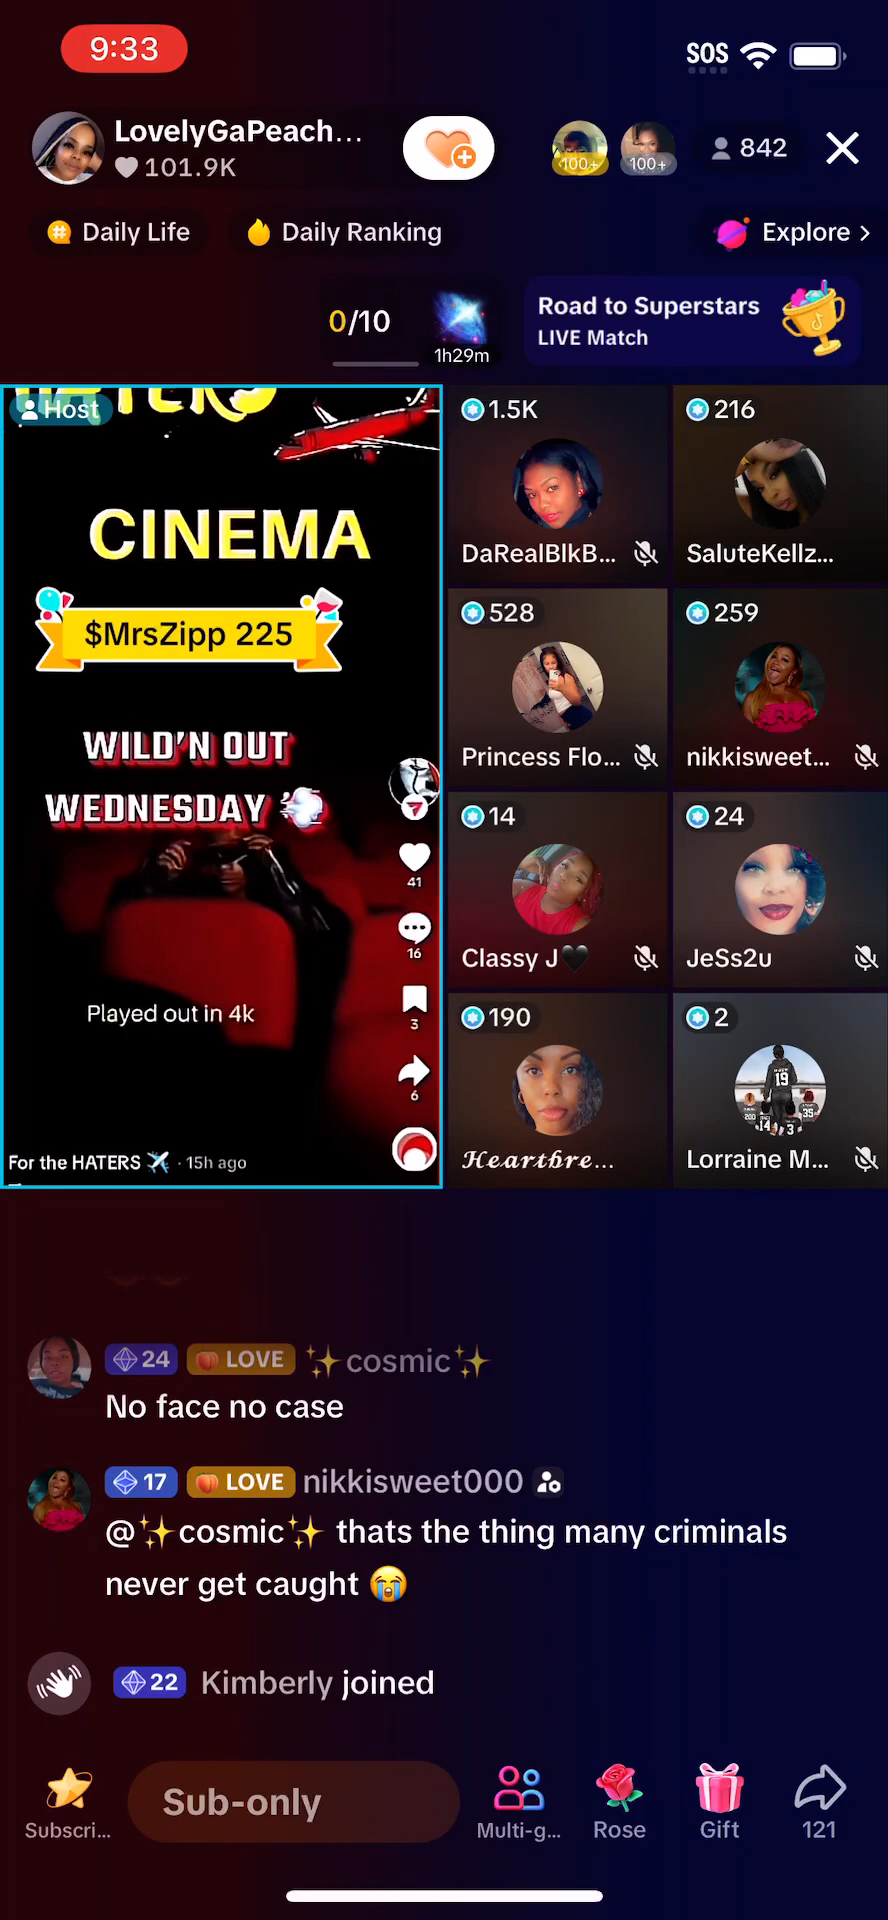 9:33
SOS
LovelyGaPeach...
101.9K
100+
100+
842
Daily Life
Daily Ranking
Explore >
0/10
1h29m
Road to Superstars
LIVE Match
HATERS
Host
CINEMA
$MrsZipp 225
WILD'N OUT
WEDNESDAY
41
16
3
6
Played out in 4k
For the HATERS ✈️ · 15h ago
1.5K
DaRealBlkB...
216
SaluteKellz...
528
Princess Flo...
259
nikkisweet...
14
Classy J🖤
24
JeSs2u
190
𝓗𝓮𝓪𝓻𝓽𝓫𝓻𝓮...
2
19
Lorraine M...
24 🍑 LOVE ✨cosmic✨
No face no case
17 🍑 LOVE nikkisweet000
@✨cosmic✨ thats the thing many criminals
never get caught 😭
22 Kimberly joined
Subscri...
Sub-only
Multi-g...
Rose
Gift
121